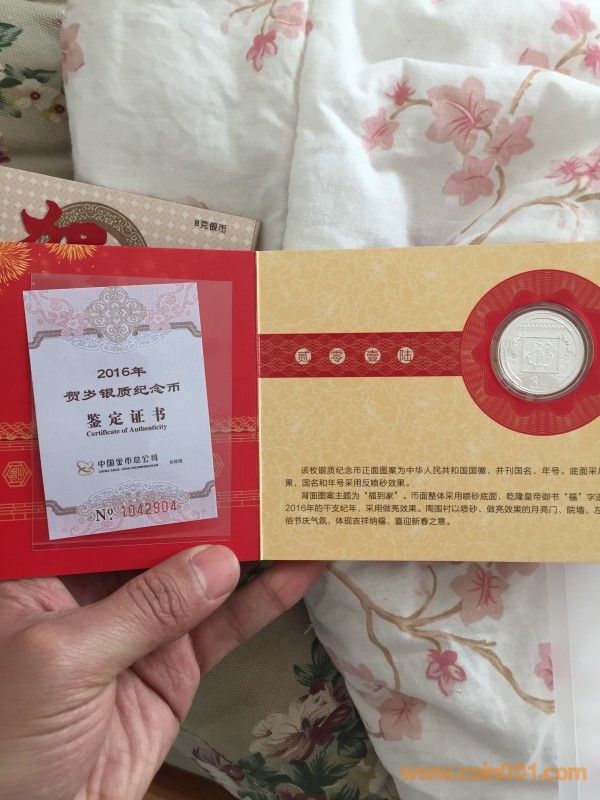 8克银币
2016年
贺岁银质纪念币
鉴定证书
Certificate of Authenticity
中国金币总公司
CHINA GOLD COIN INCORPORATION
No. 1042904
贰零壹陆
该枚银质纪念币正面图案为中华人民共和国国徽，并刊国名、年号。底面采用
果，国名和年号采用反喷砂效果。
背面图案主题为“福到家”。币面整体采用喷砂底面，乾隆皇帝御书“福”字造
2016年的干支纪年，采用做亮效果。周围衬以喷砂、做亮效果的月亮门、院墙、左
俗节庆气氛，体现吉祥纳福、喜迎新春之意。
福
3
www.coin001.com